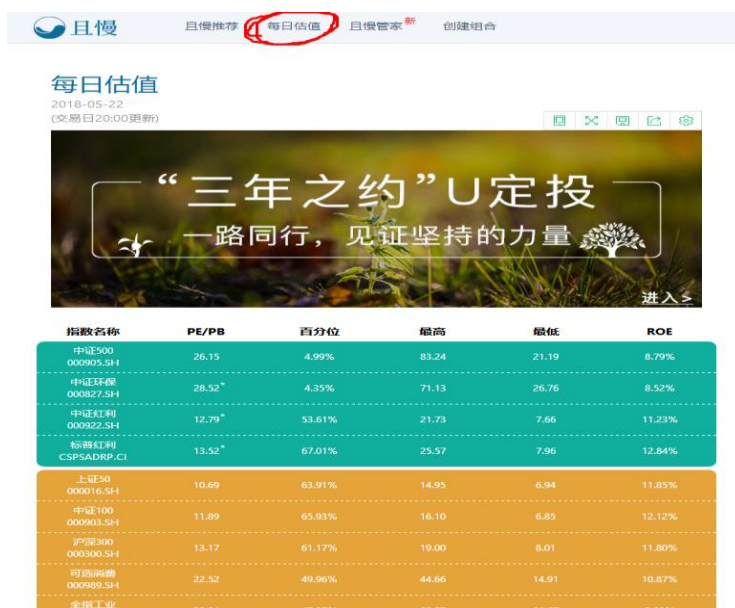 且慢
且慢推荐
每日估值
且慢管家 新
创建组合
每日估值
2018-05-22
(交易日20:00更新)
“三年之约”U定投
一路同行，见证坚持的力量
进入>
指数名称 PE/PB 百分位 最高 最低 ROE
中证500
000905.SH 26.15 4.99% 83.24 21.19 8.79%
中证环保
000827.SH 28.52* 4.35% 71.13 26.76 8.52%
中证红利
000922.SH 12.79* 53.61% 21.73 7.66 11.23%
标普红利
CSPSADRP.CI 13.52* 67.01% 25.57 7.96 12.84%
上证50
000016.SH 10.69 63.91% 14.95 6.94 11.85%
中证100
000903.SH 11.89 65.93% 16.10 6.85 12.12%
沪深300
000300.SH 13.17 61.17% 19.00 8.01 11.80%
可选消费
000989.SH 22.52 49.96% 44.66 14.91 10.87%
全指工业